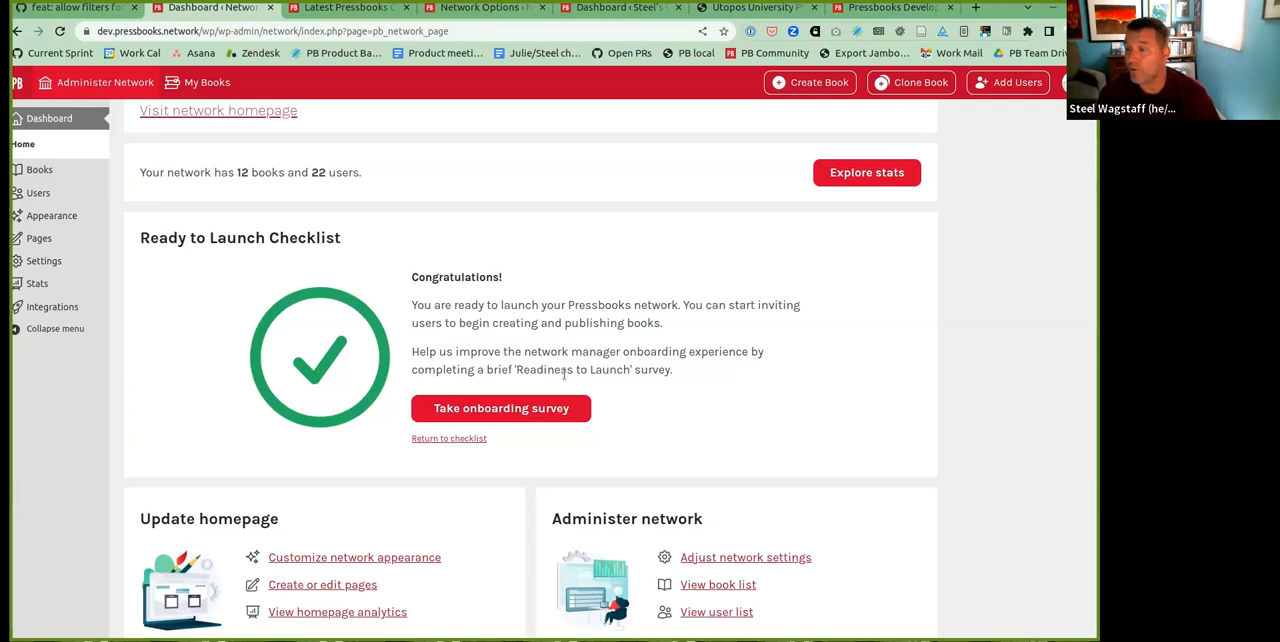 feat: allow filters for
Dashboard ‹ Netwo
Latest Pressbooks C
Network Options ‹ N
Dashboard ‹ Steel's
Utopos University P
Pressbooks Develo
dev.pressbooks.network/wp/wp-admin/network/index.php?page=pb_network_page
Current Sprint
Work Cal
Asana
Zendesk
PB Product Ba...
Product meeti...
Julie/Steel ch...
Open PRs
PB local
PB Community
Export Jambo...
Work Mail
PB Team Driv
PB
Administer Network
My Books
Create Book
Clone Book
Add Users
Steel Wagstaff (he/...
Dashboard
Home
Books
Users
Appearance
Pages
Settings
Stats
Integrations
Collapse menu
Visit network homepage
Your network has 12 books and 22 users.
Explore stats
Ready to Launch Checklist
Congratulations!
You are ready to launch your Pressbooks network. You can start inviting
users to begin creating and publishing books.
Help us improve the network manager onboarding experience by
completing a brief 'Readiness to Launch' survey.
Take onboarding survey
Return to checklist
Update homepage
Customize network appearance
Create or edit pages
View homepage analytics
Administer network
Adjust network settings
View book list
View user list